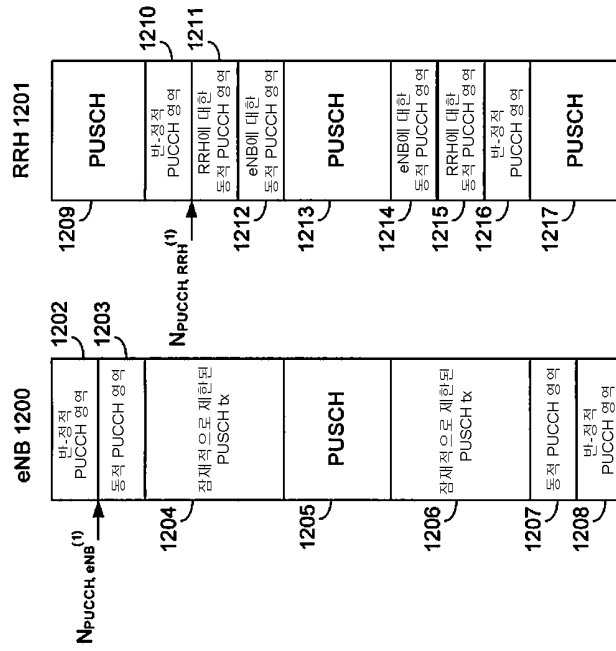 eNB 1200
RRH 1201
N_PUCCH, eNB^(1)
1202
반-정적
PUCCH 영역
1203
동적 PUCCH 영역
1204
잠재적으로 제한된
PUSCH tx
1205
PUSCH
1206
잠재적으로 제한된
PUSCH tx
1207
동적 PUCCH 영역
1208
반-정적
PUCCH 영역
1209
PUSCH
1210
반-정적
PUCCH 영역
N_PUCCH, RRH^(1)
1211
RRH에 대한
동적 PUCCH 영역
1212
eNB에 대한
동적 PUCCH 영역
1213
PUSCH
1214
eNB에 대한
동적 PUCCH 영역
1215
RRH에 대한
동적 PUCCH 영역
1216
반-정적
PUCCH 영역
1217
PUSCH